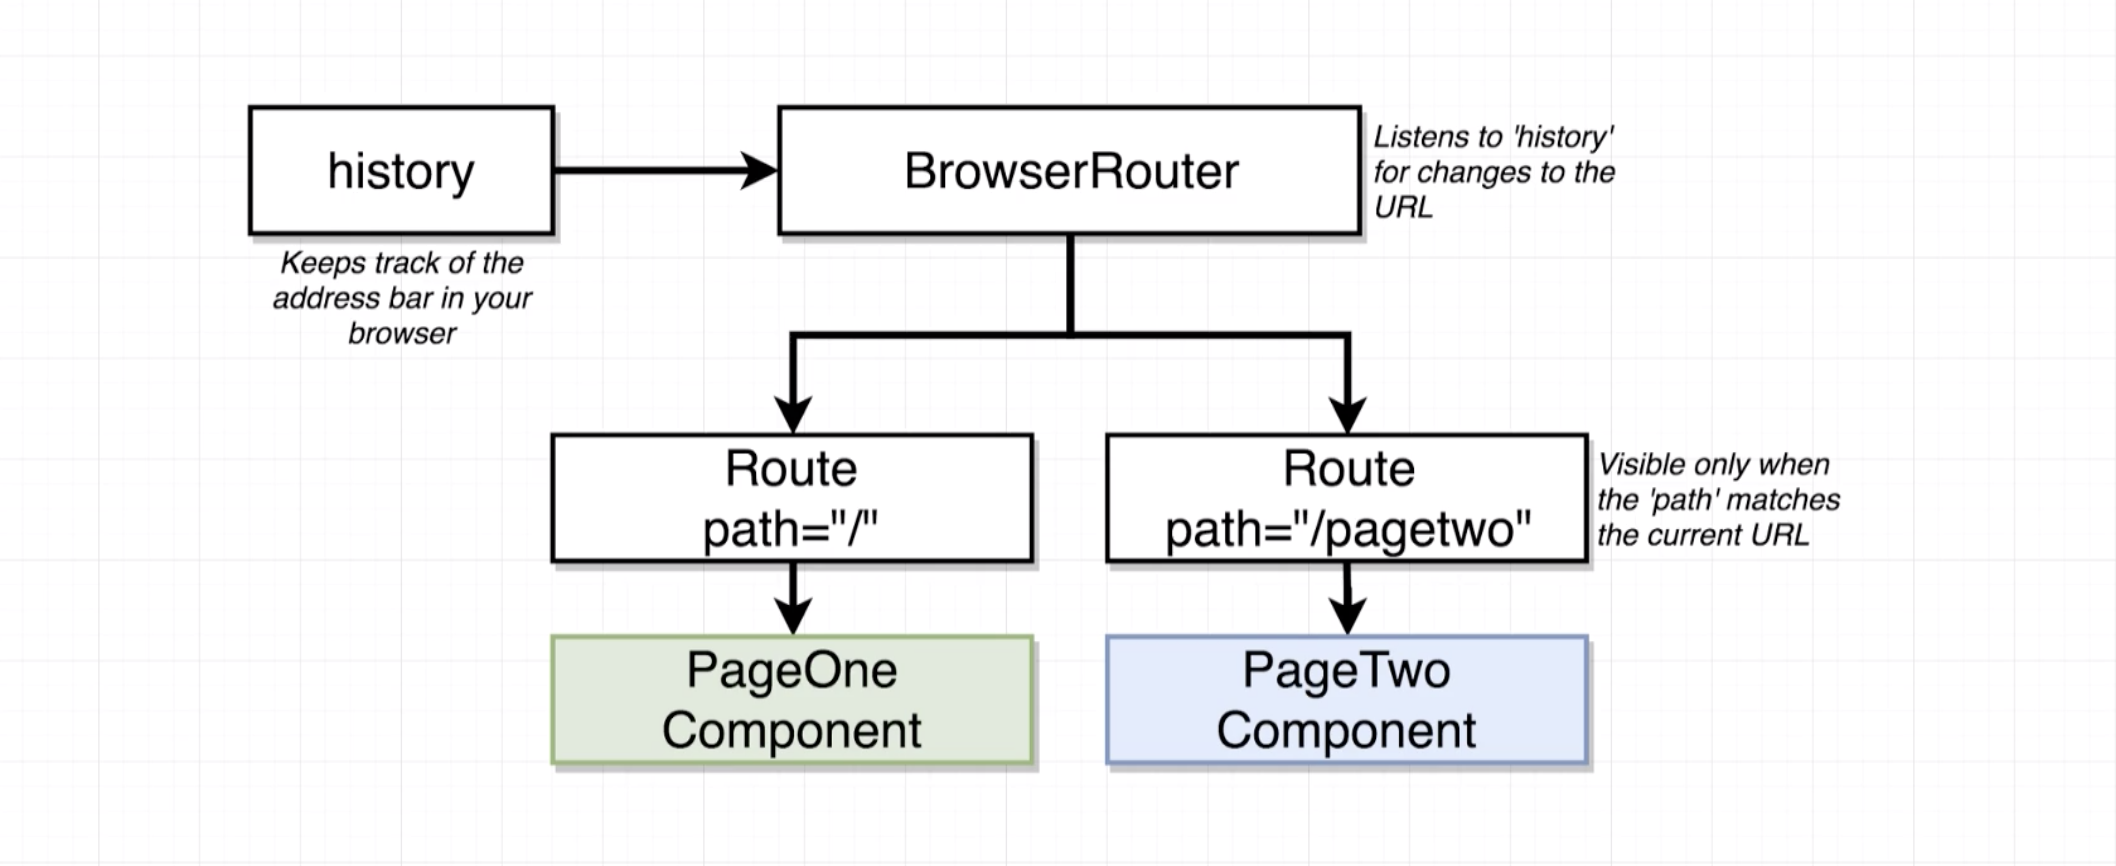 history
BrowserRouter
Listens to 'history'
for changes to the
URL
Keeps track of the
address bar in your
browser
Route
path="/"
Route
path="/pagetwo"
Visible only when
the 'path' matches
the current URL
PageOne
Component
PageTwo
Component